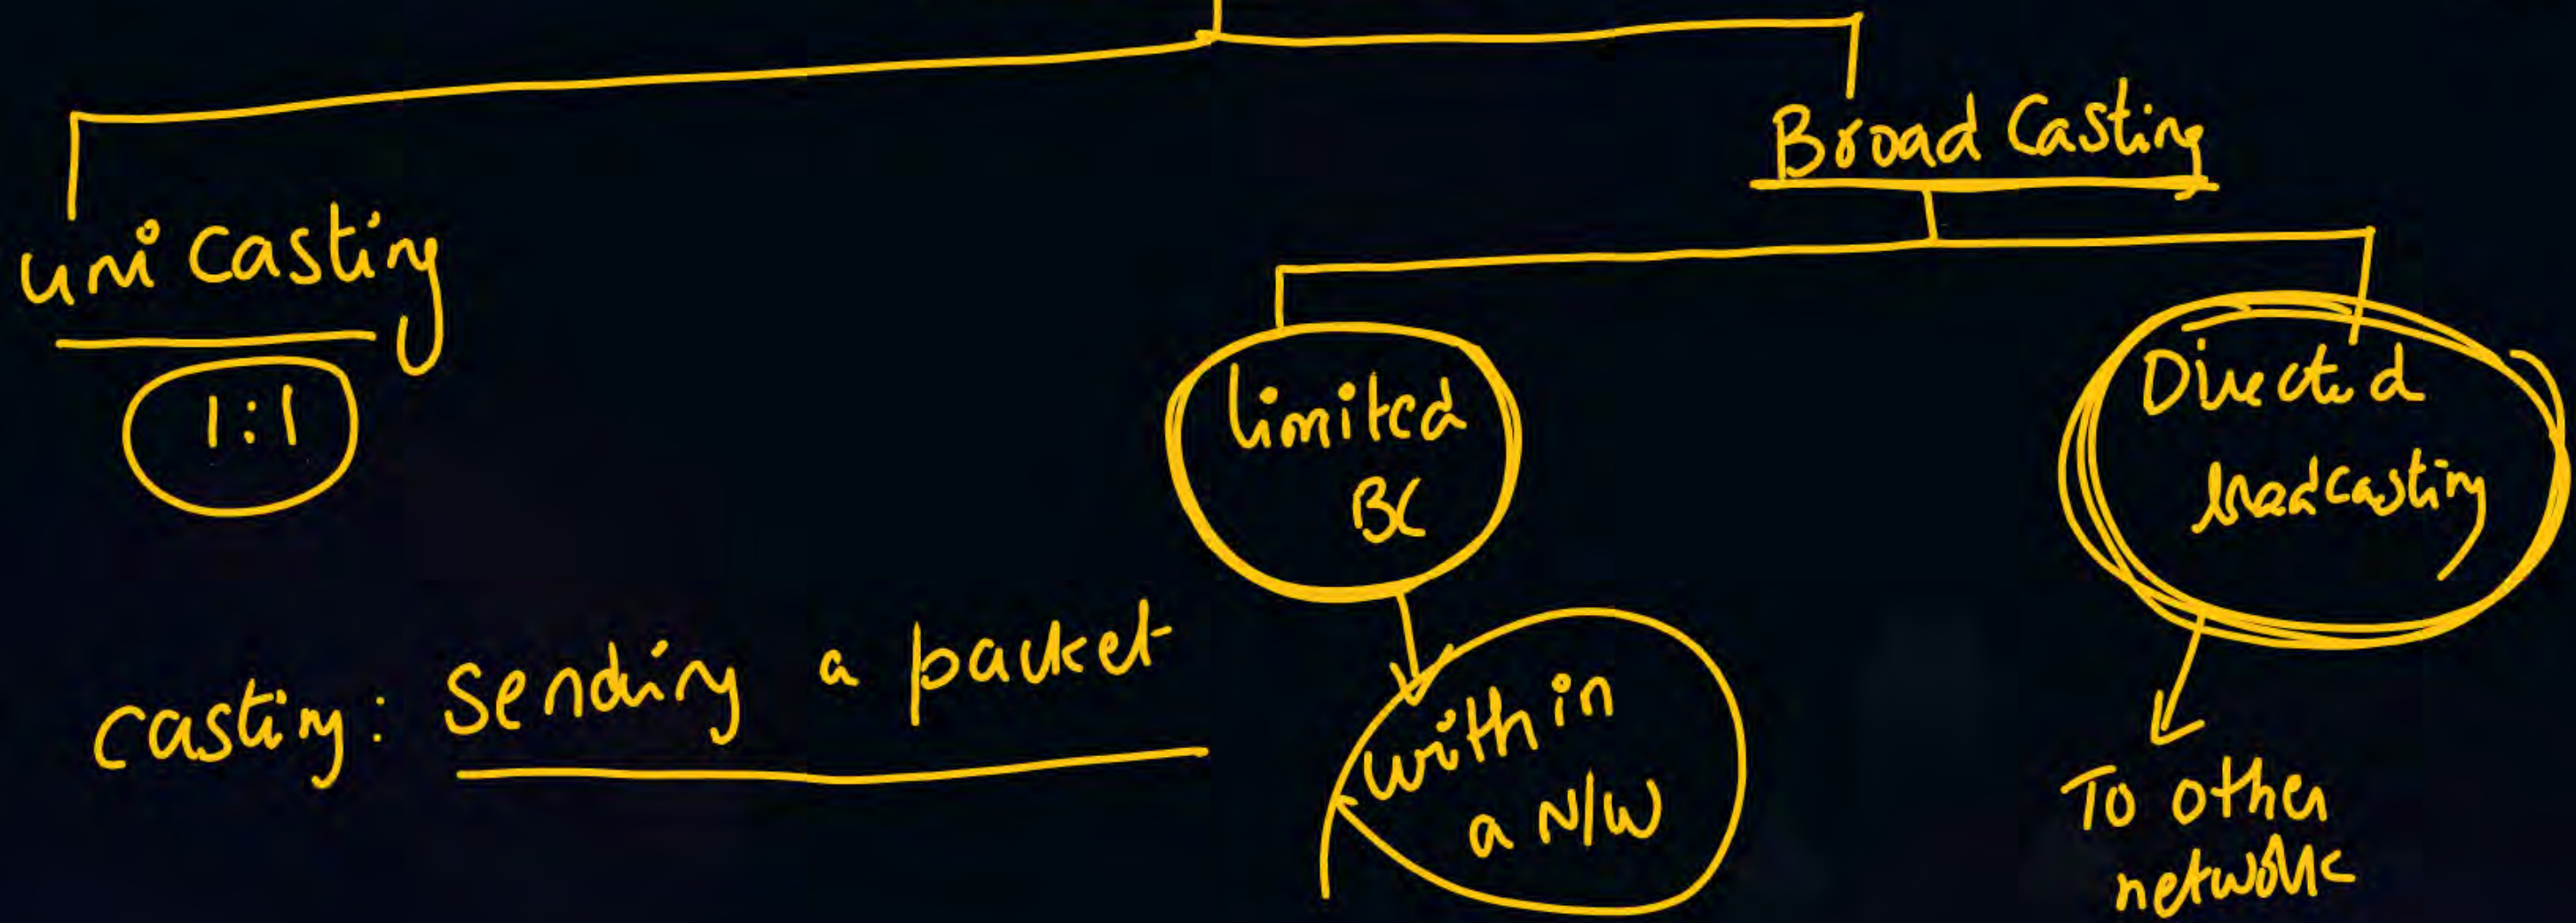 Broad Casting
uni casting
1:1
limited
BC
Directed
broadcasting
casting: Sending a packet
within
a N/W
To other
network